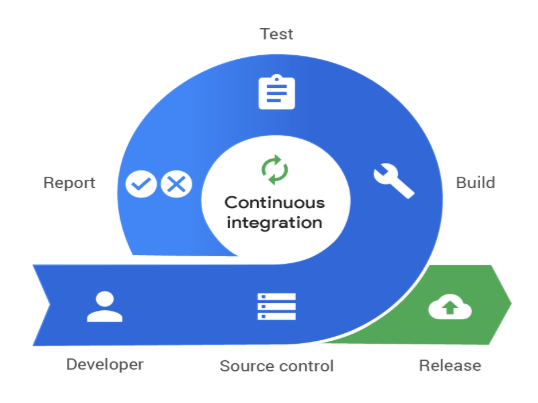 Test
Report
Continuous
integration
Build
Developer
Source control
Release